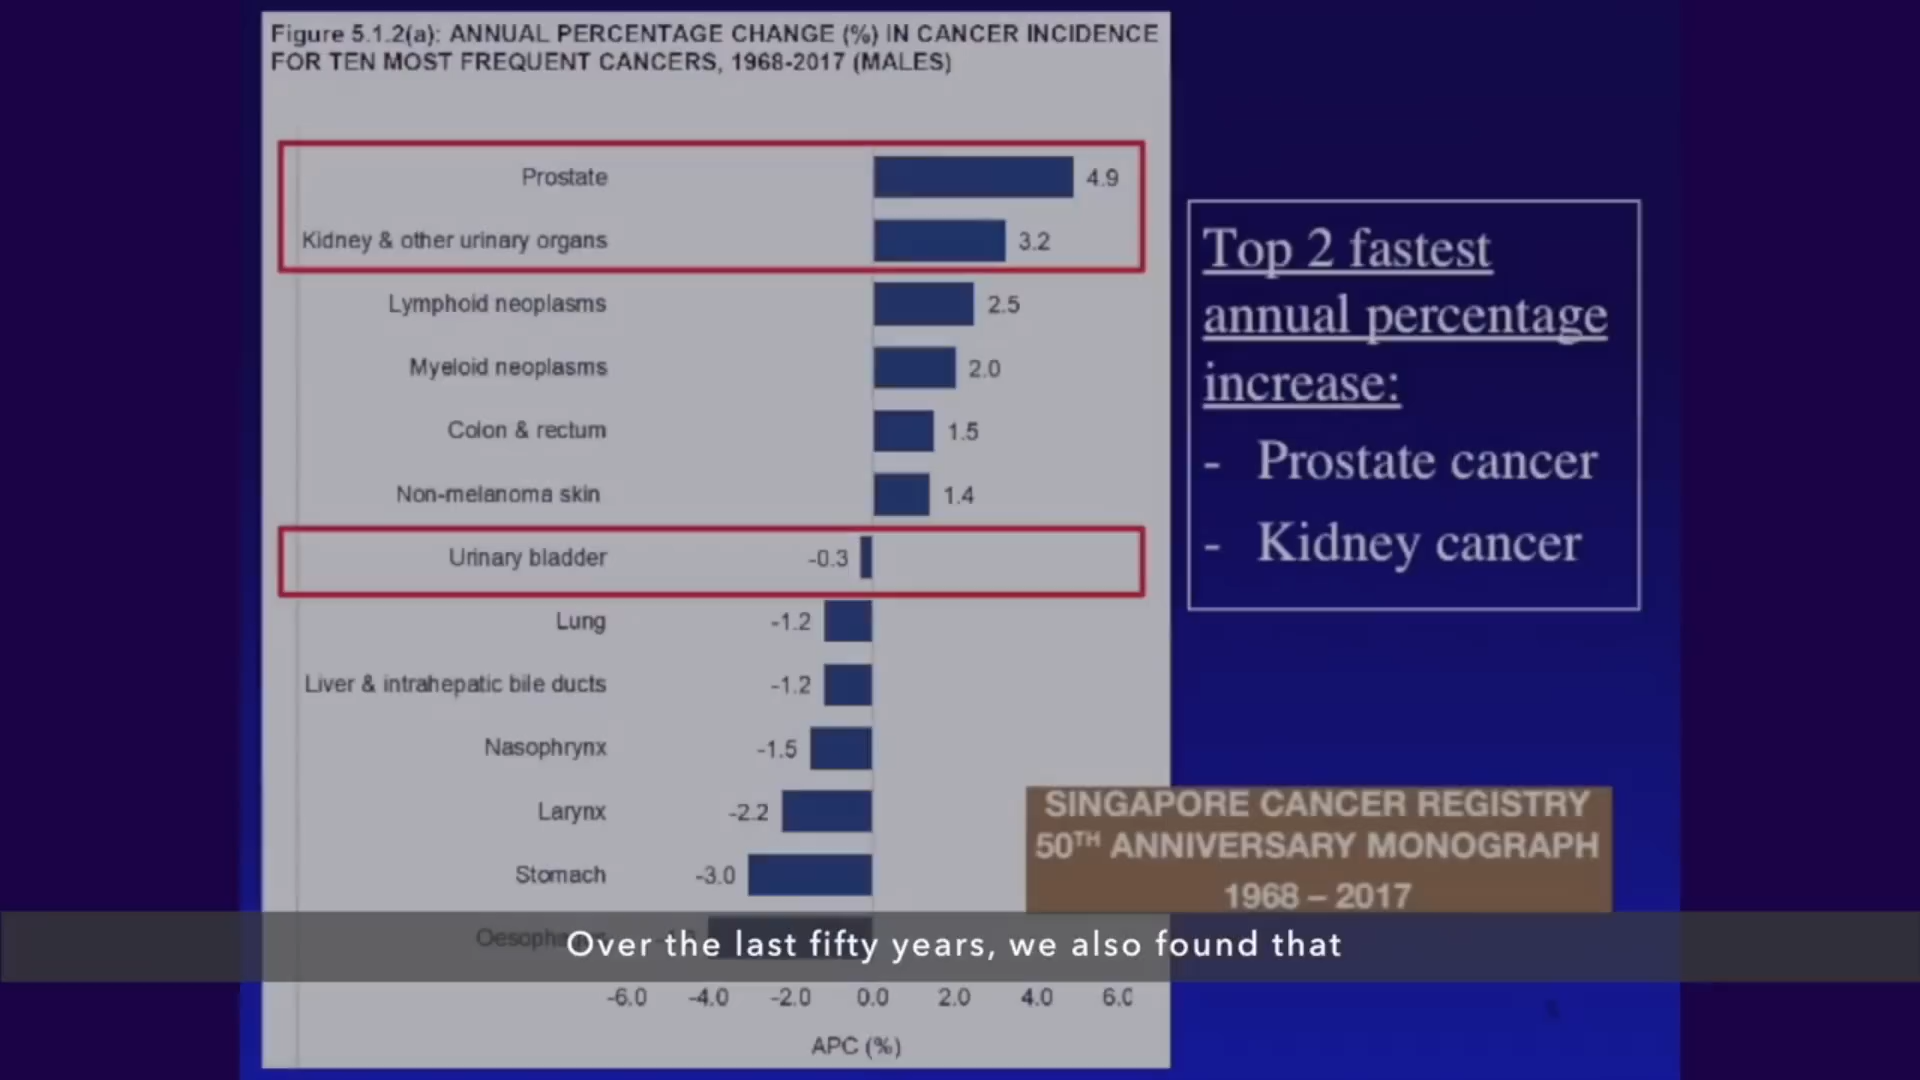 Figure 5.1.2(a): ANNUAL PERCENTAGE CHANGE (%) IN CANCER INCIDENCE
FOR TEN MOST FREQUENT CANCERS, 1968-2017 (MALES)
Prostate 4.9
Kidney & other urinary organs 3.2
Lymphoid neoplasms 2.5
Myeloid neoplasms 2.0
Colon & rectum 1.5
Non-melanoma skin 1.4
Urinary bladder -0.3
Lung -1.2
Liver & intrahepatic bile ducts -1.2
Nasophrynx -1.5
Larynx -2.2
Stomach -3.0
-6.0 -4.0 -2.0 0.0 2.0 4.0 6.0
APC (%)
Top 2 fastest
annual percentage
increase:
- Prostate cancer
- Kidney cancer
SINGAPORE CANCER REGISTRY
50TH ANNIVERSARY MONOGRAPH
1968 – 2017
Over the last fifty years, we also found that